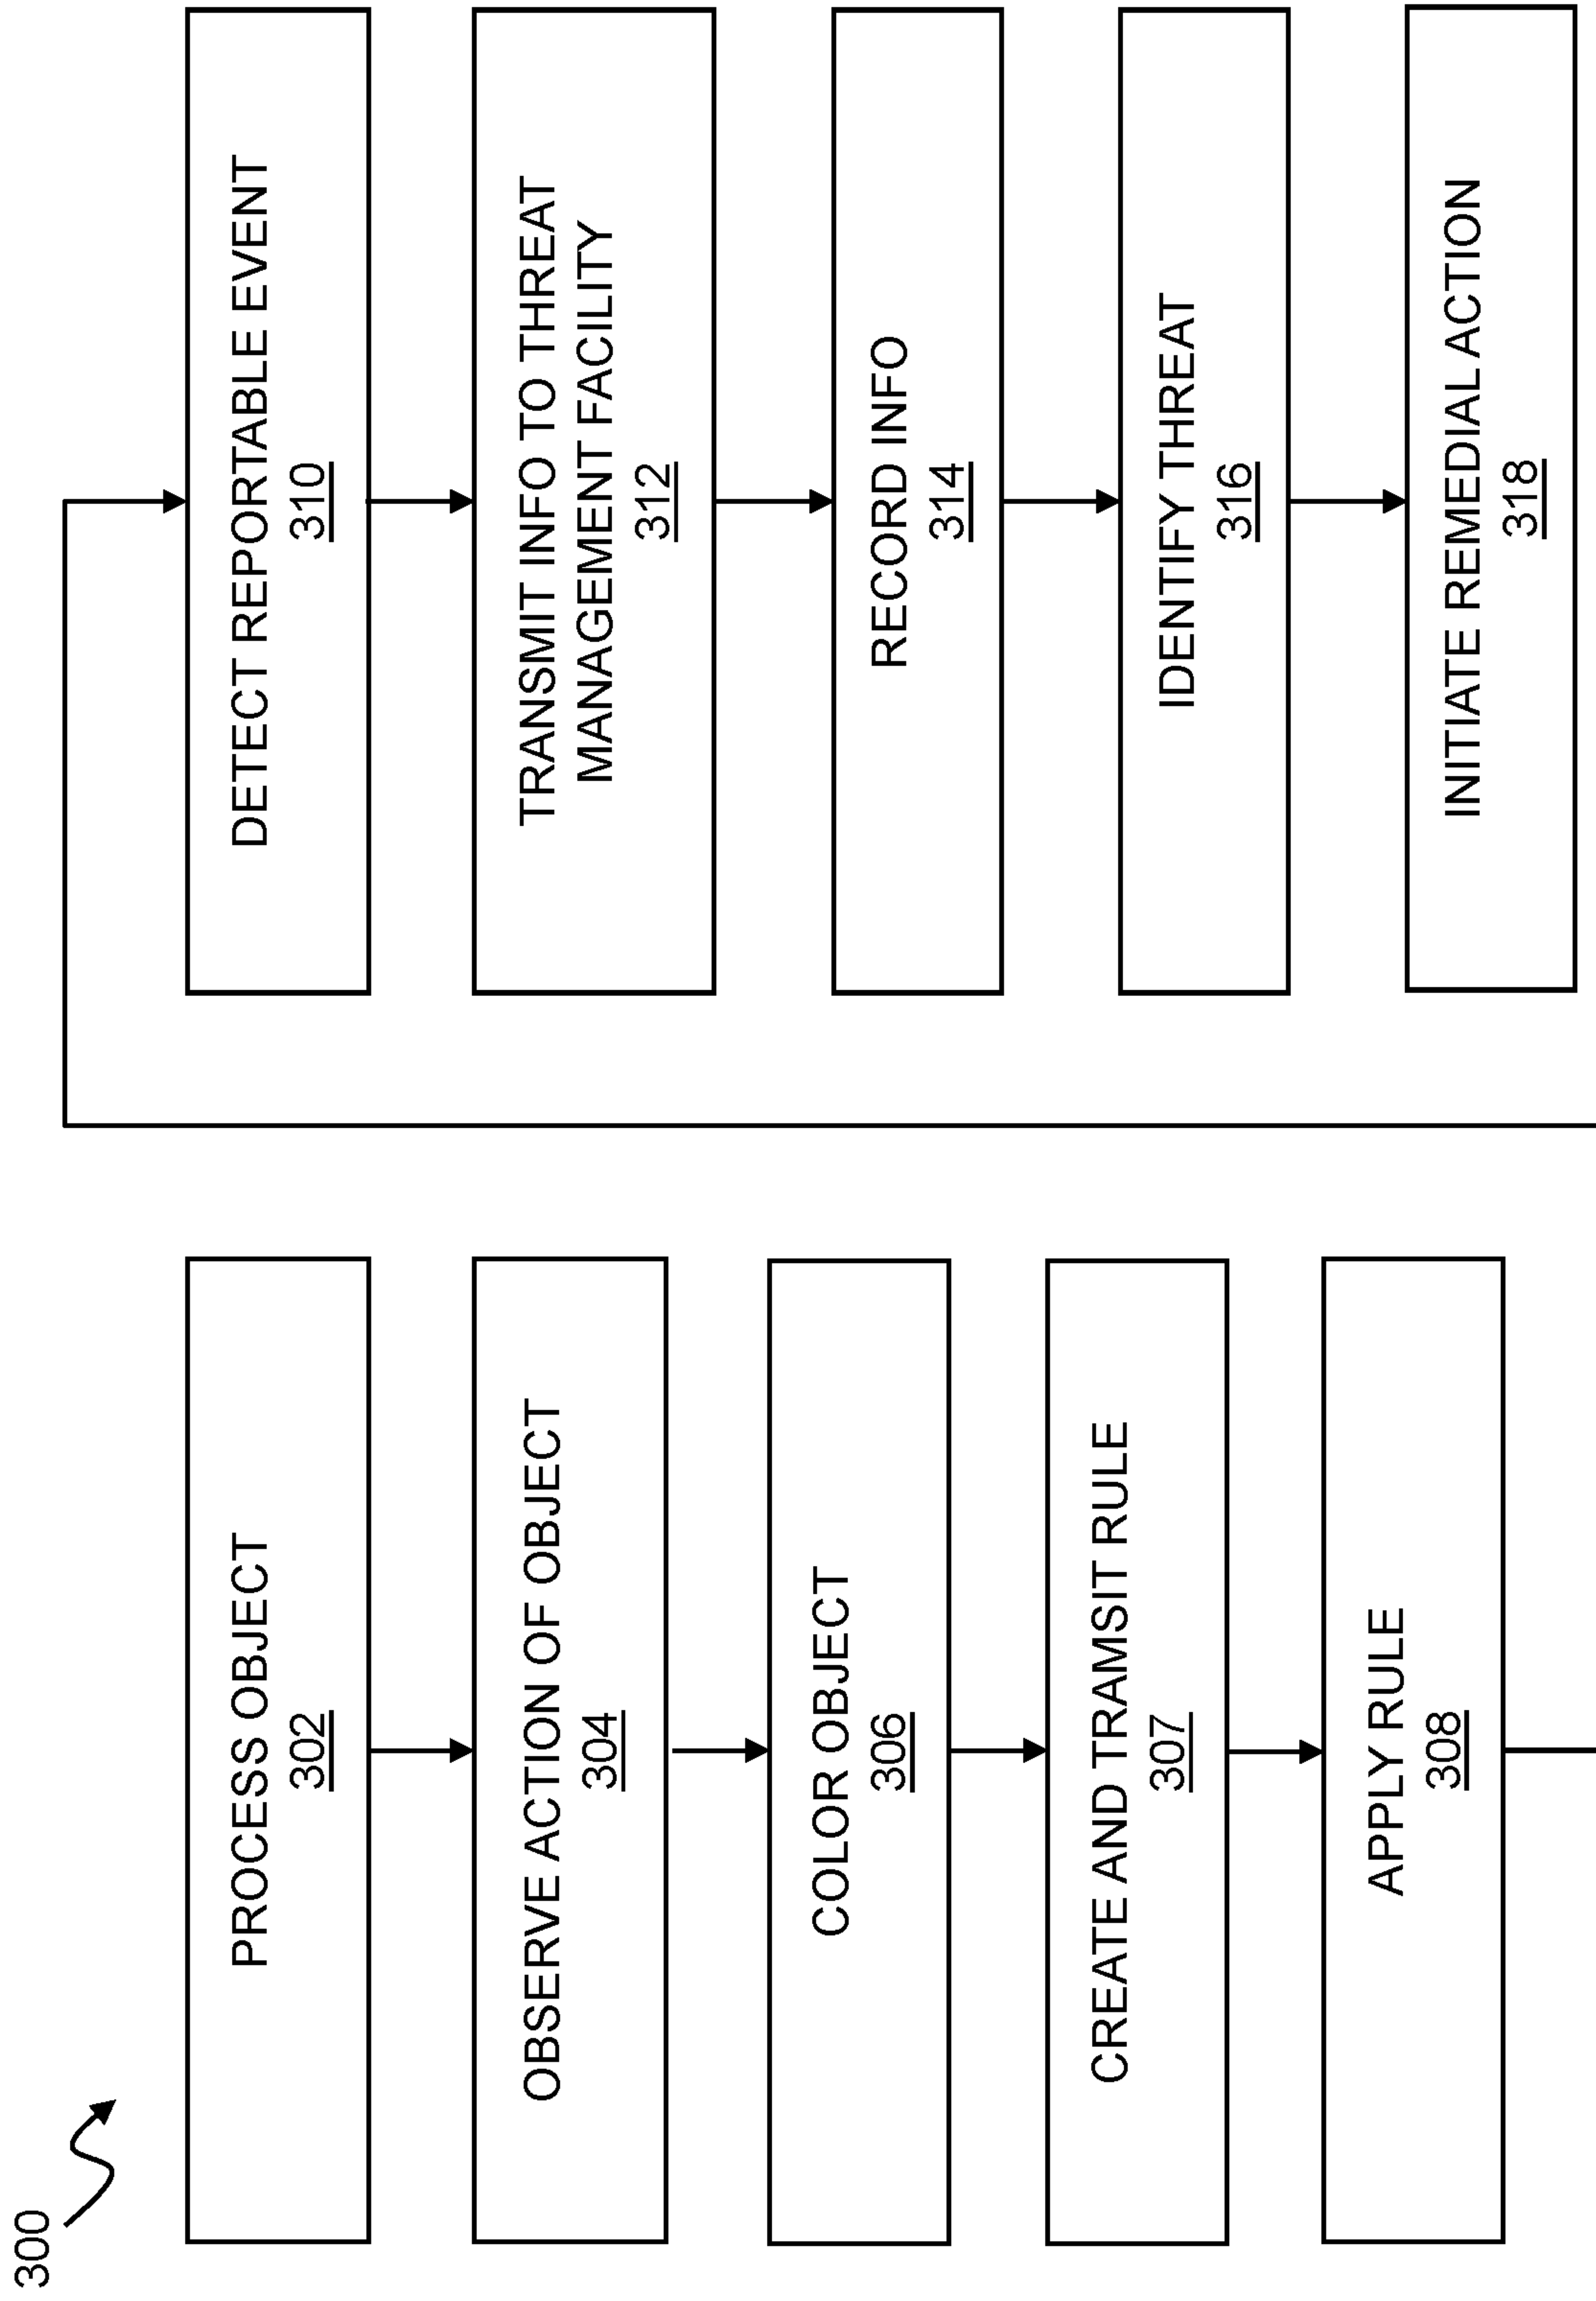 300
PROCESS OBJECT
302
OBSERVE ACTION OF OBJECT
304
COLOR OBJECT
306
CREATE AND TRAMSIT RULE
307
APPLY RULE
308
DETECT REPORTABLE EVENT
310
TRANSMIT INFO TO THREAT
MANAGEMENT FACILITY
312
RECORD INFO
314
IDENTIFY THREAT
316
INITIATE REMEDIAL ACTION
318